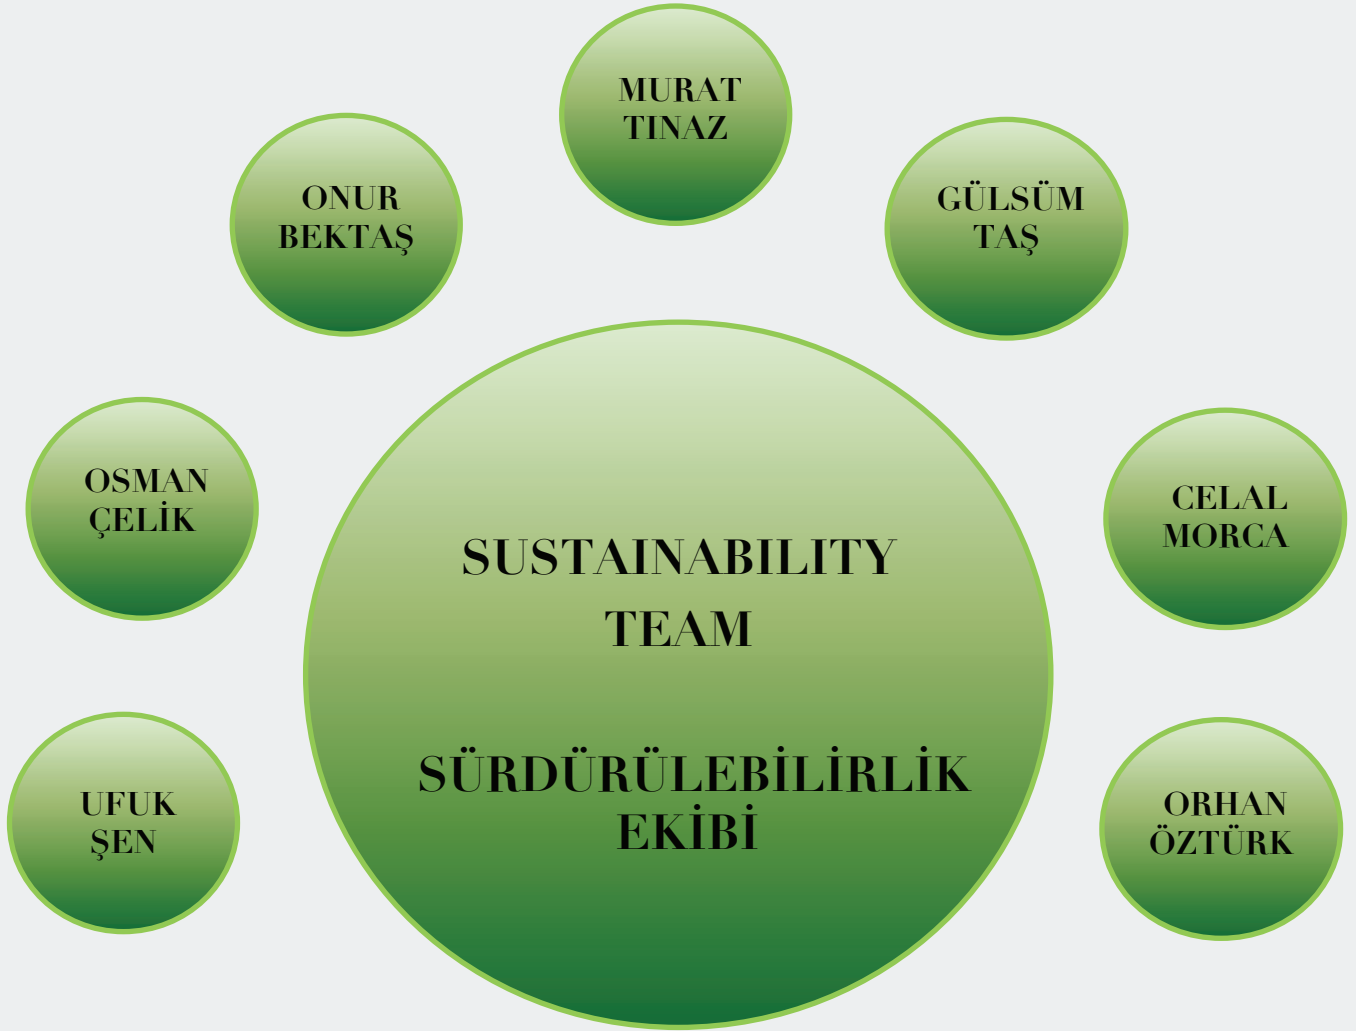 MURAT
TINAZ
ONUR
BEKTAŞ
GÜLSÜM
TAŞ
OSMAN
ÇELİK
CELAL
MORCA
SUSTAINABILITY
TEAM
SÜRDÜRÜLEBİLİRLİK
EKİBİ
UFUK
ŞEN
ORHAN
ÖZTÜRK